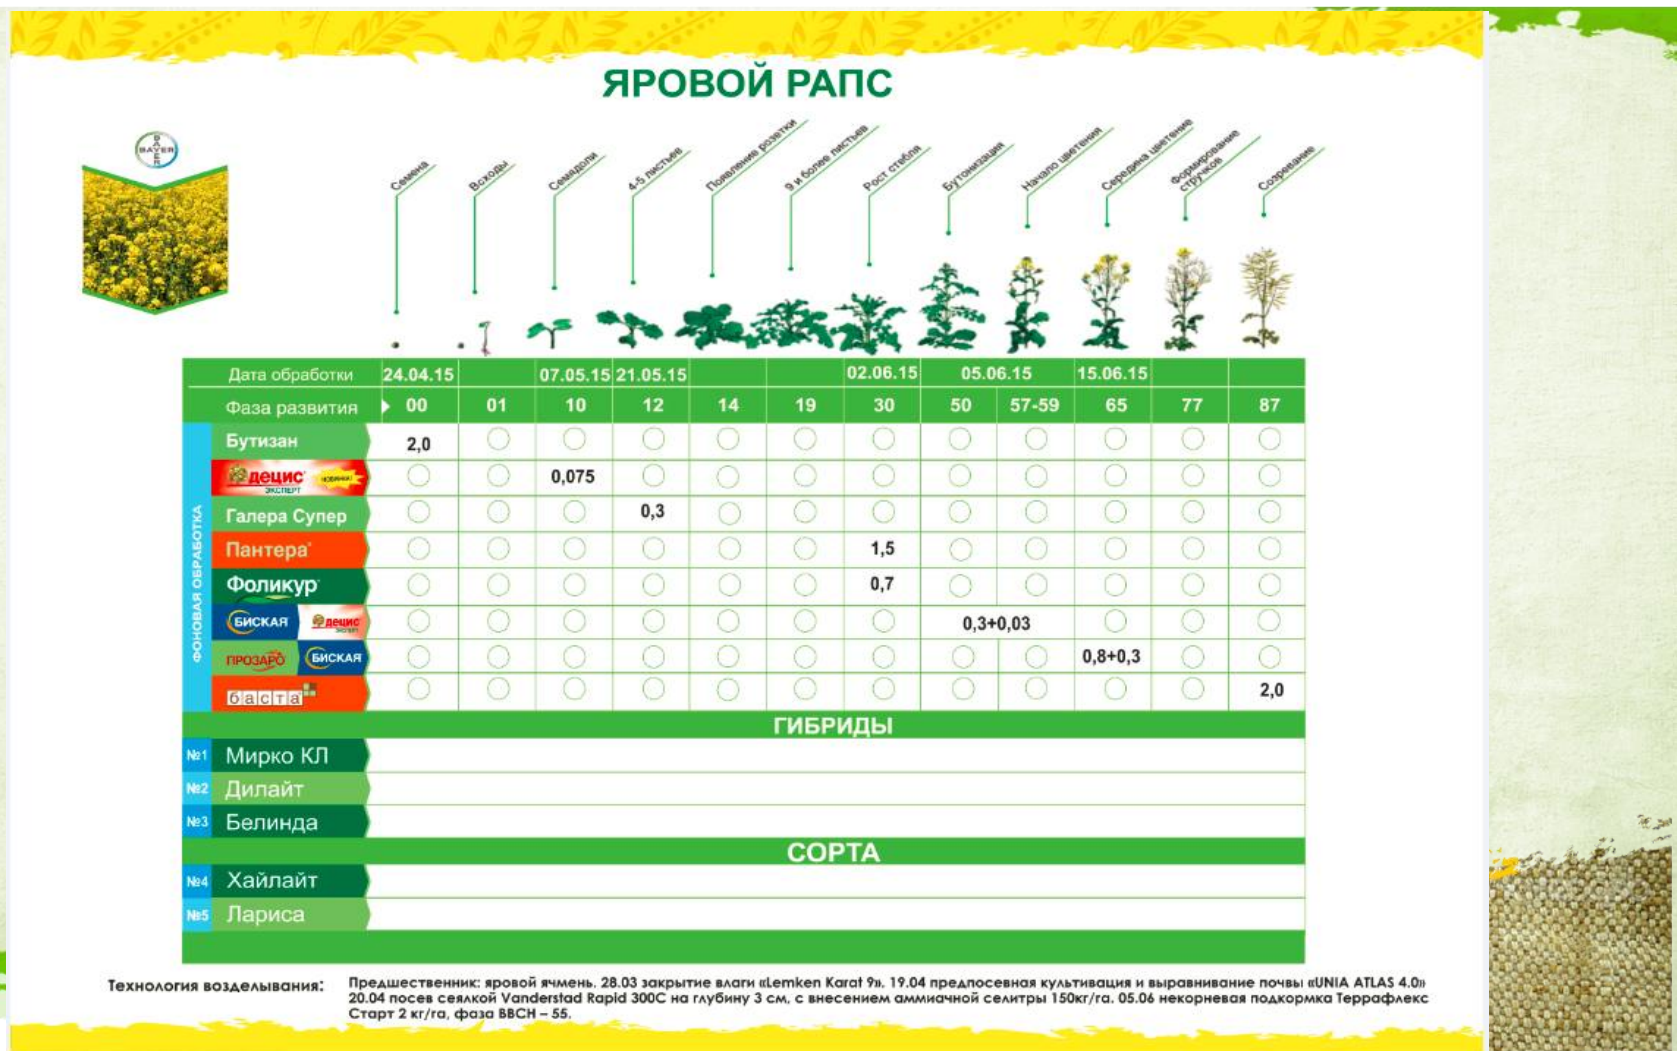 ЯРОВОЙ РАПС
BAYER
BAYER
Семена
Всходы
Семядоли
4-5 листьев
Появление розетки
9 и более листьев
Рост стебля
Бутонизация
Начало цветения
Середина цветение
Формирование
стручков
Созревание
Дата обработки 24.04.15 07.05.15 21.05.15 02.06.15 05.06.15 15.06.15
Фаза развития 00 01 10 12 14 19 30 50 57-59 65 77 87
ФОНОВАЯ ОБРАБОТКА
Бутизан 2,0
децис НОВИНКА!
ЭКСПЕРТ
0,075
Галера Супер 0,3
Пантера 1,5
Фоликур 0,7
БИСКАЯ децис 0,3+0,03
ЭКСПЕРТ
ПРОЗАРО БИСКАЯ 0,8+0,3
баста 2,0
ГИБРИДЫ
№1 Мирко КЛ
№2 Дилайт
№3 Белинда
СОРТА
№4 Хайлайт
№5 Лариса
Технология возделывания: Предшественник: яровой ячмень. 28.03 закрытие влаги «Lemken Karat 9». 19.04 предпосевная культивация и выравнивание почвы «UNIA ATLAS 4.0»
20.04 посев сеялкой Vanderstad Rapid 300C на глубину 3 см, с внесением аммиачной селитры 150кг/га. 05.06 некорневая подкормка Террафлекс
Старт 2 кг/га, фаза ВВСН – 55.